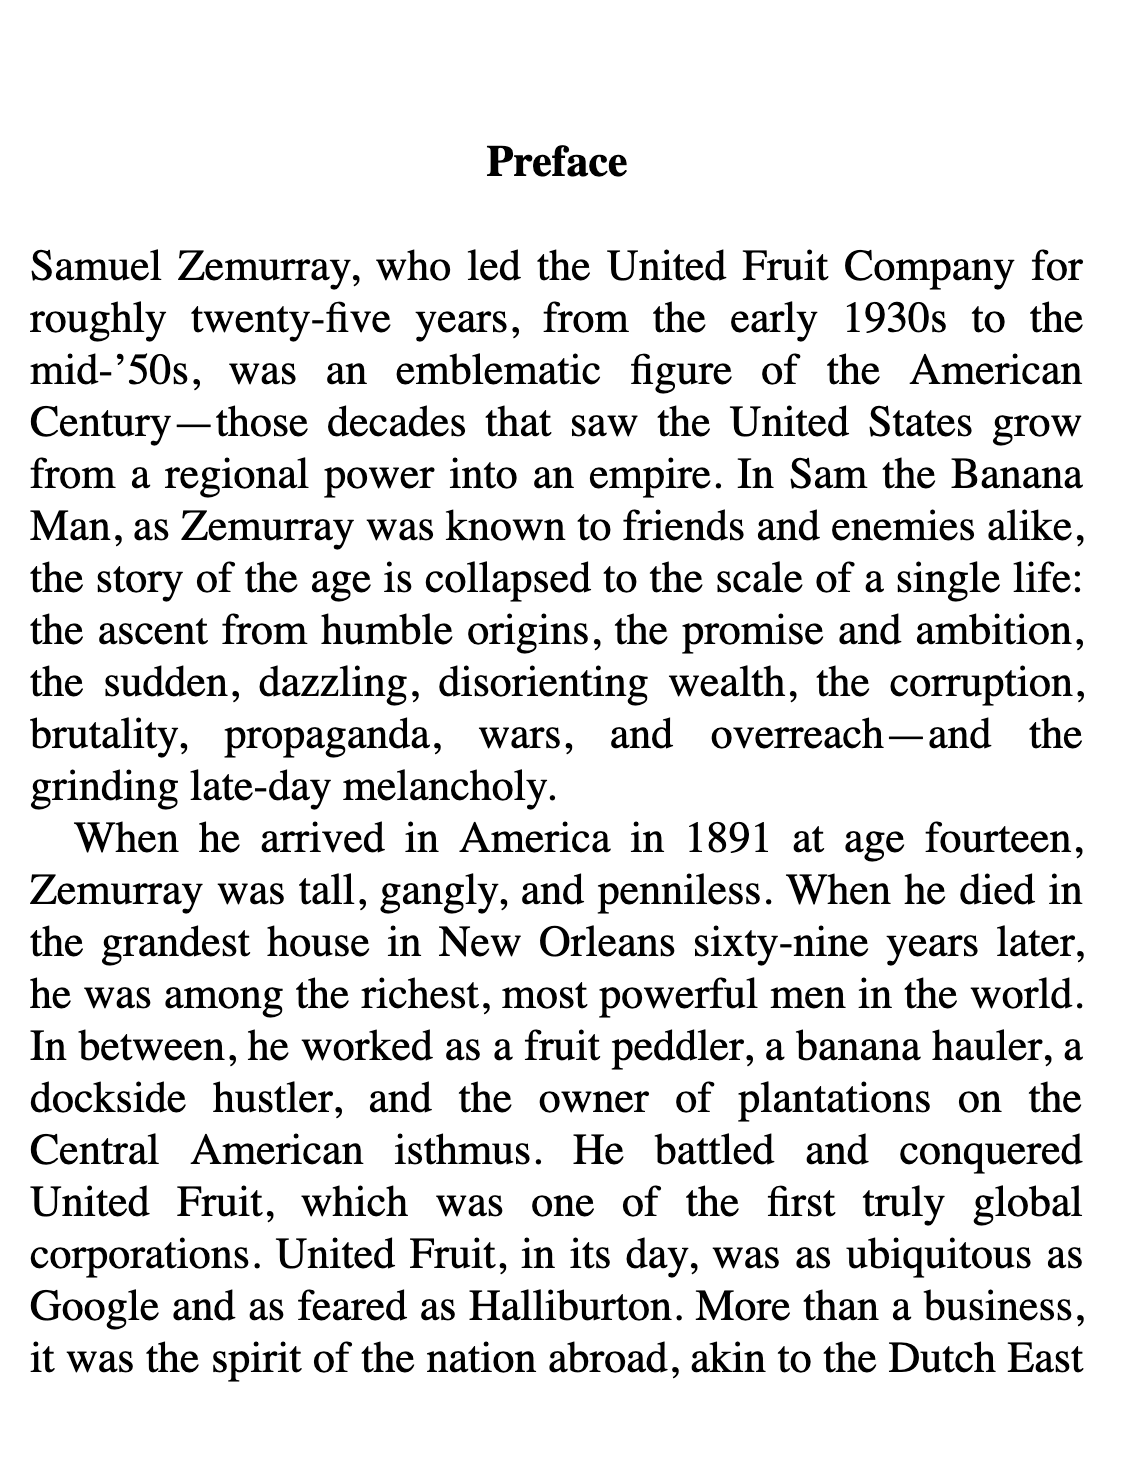 Preface
Samuel Zemurray, who led the United Fruit Company for
roughly twenty-five years, from the early 1930s to the
mid-’50s, was an emblematic figure of the American
Century—those decades that saw the United States grow
from a regional power into an empire. In Sam the Banana
Man, as Zemurray was known to friends and enemies alike,
the story of the age is collapsed to the scale of a single life:
the ascent from humble origins, the promise and ambition,
the sudden, dazzling, disorienting wealth, the corruption,
brutality, propaganda, wars, and overreach—and the
grinding late-day melancholy.
When he arrived in America in 1891 at age fourteen,
Zemurray was tall, gangly, and penniless. When he died in
the grandest house in New Orleans sixty-nine years later,
he was among the richest, most powerful men in the world.
In between, he worked as a fruit peddler, a banana hauler, a
dockside hustler, and the owner of plantations on the
Central American isthmus. He battled and conquered
United Fruit, which was one of the first truly global
corporations. United Fruit, in its day, was as ubiquitous as
Google and as feared as Halliburton. More than a business,
it was the spirit of the nation abroad, akin to the Dutch East